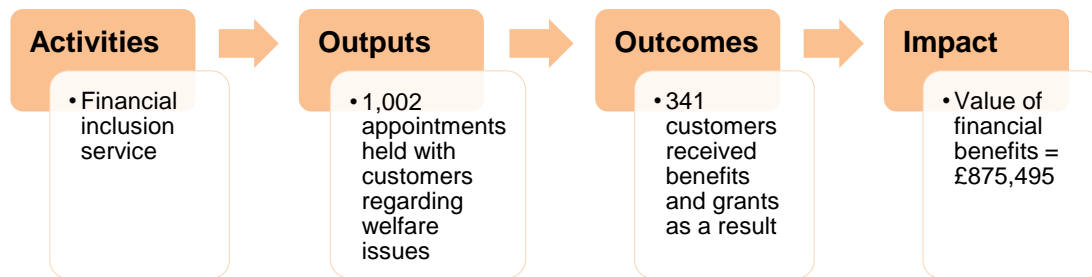 Activities
• Financial
inclusion
service
Outputs
• 1,002
appointments
held with
customers
regarding
welfare
issues
Outcomes
• 341
customers
received
benefits
and grants
as a result
Impact
• Value of
financial
benefits =
£875,495